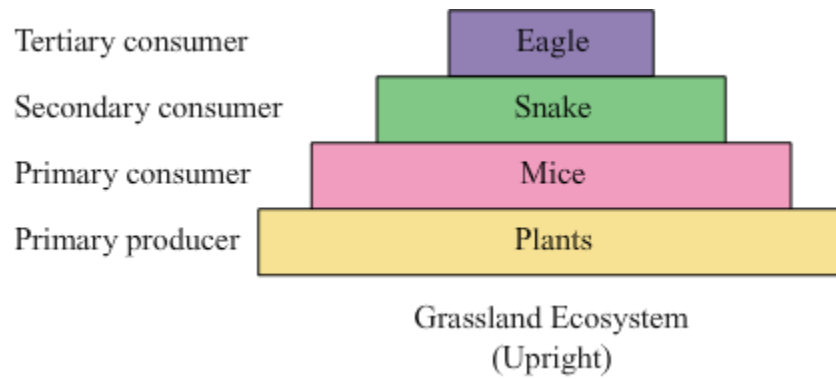 Tertiary consumer Eagle
Secondary consumer Snake
Primary consumer Mice
Primary producer Plants
Grassland Ecosystem
(Upright)